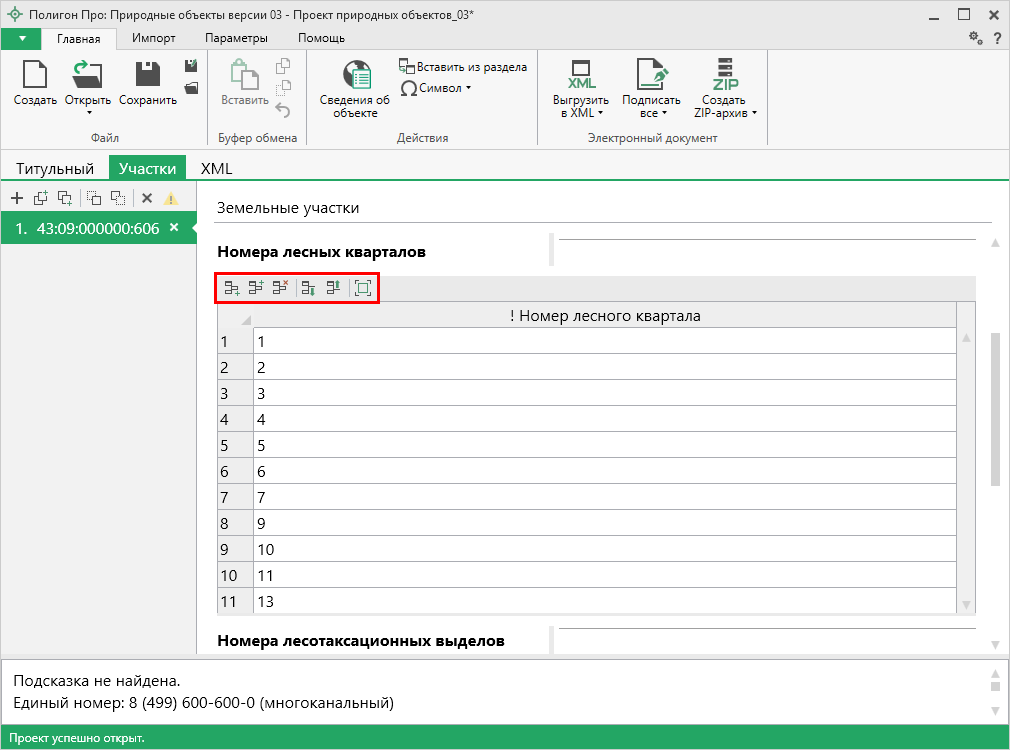 Полигон Про: Природные объекты версии 03 - Проект природных объектов_03*
Главная Импорт Параметры Помощь
?
Создать Открыть Сохранить
Файл
Вставить
Буфер обмена
Сведения об
объекте
Вставить из раздела
Символ
Действия
XML
Выгрузить
в XML
Подписать
все
ZIP
Создать
ZIP-архив
Электронный документ
Титульный Участки XML
1. 43:09:000000:606
Земельные участки
Номера лесных кварталов
! Номер лесного квартала
1 1
2 2
3 3
4 4
5 5
6 6
7 7
8 9
9 10
10 11
11 13
Номера лесотаксационных выделов
Подсказка не найдена.
Единый номер: 8 (499) 600-600-0 (многоканальный)
Проект успешно открыт.